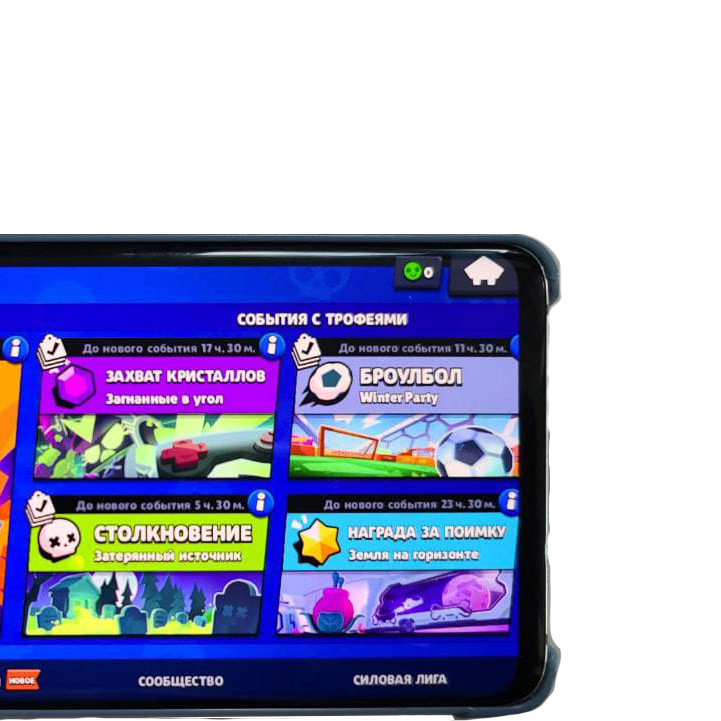 0
СОБЫТИЯ С ТРОФЕЯМИ
До нового события 17 ч. 30 м.
ЗАХВАТ КРИСТАЛЛОВ
Загнанные в угол
До нового события 11 ч. 30 м.
БРОУЛБОЛ
Winter Party
До нового события 5 ч. 30 м.
СТОЛКНОВЕНИЕ
Затерянный источник
До нового события 23 ч. 30 м.
НАГРАДА ЗА ПОИМКУ
Земля на горизонте
НОВОЕ
СООБЩЕСТВО
СИЛОВАЯ ЛИГА